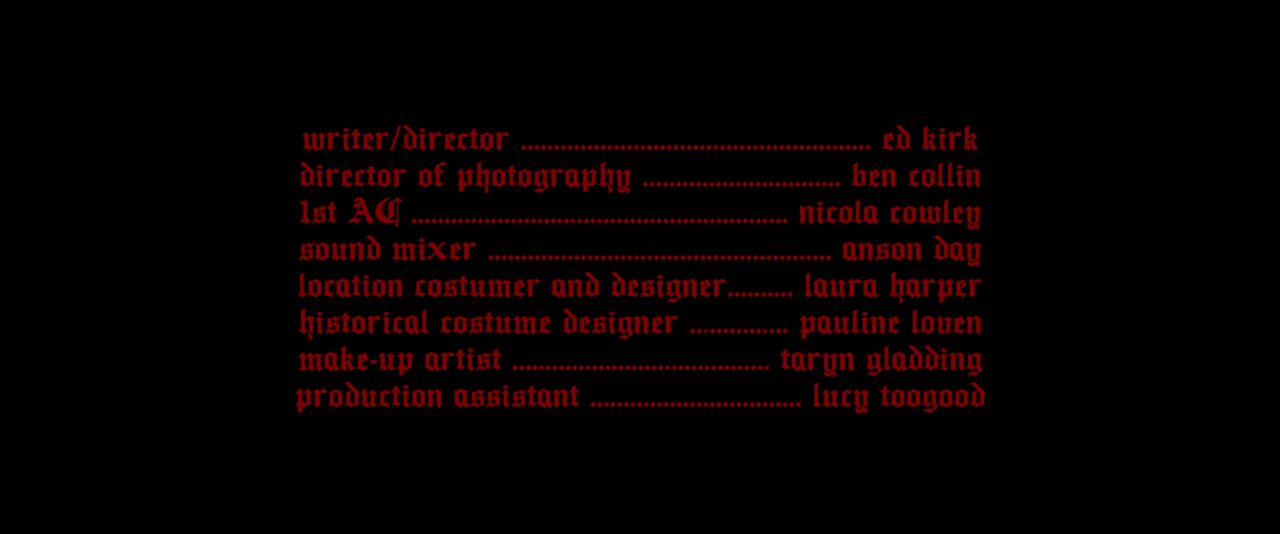 writer/director ..................................................... ed kirk
director of photography .............................. ben collin
1st AC ......................................................... nicola cowley
sound mixer .................................................... anson day
location costumer and designer.......... laura harper
historical costume designer ............... pauline loven
make-up artist ....................................... taryn gladding
production assistant ................................ lucy toogood